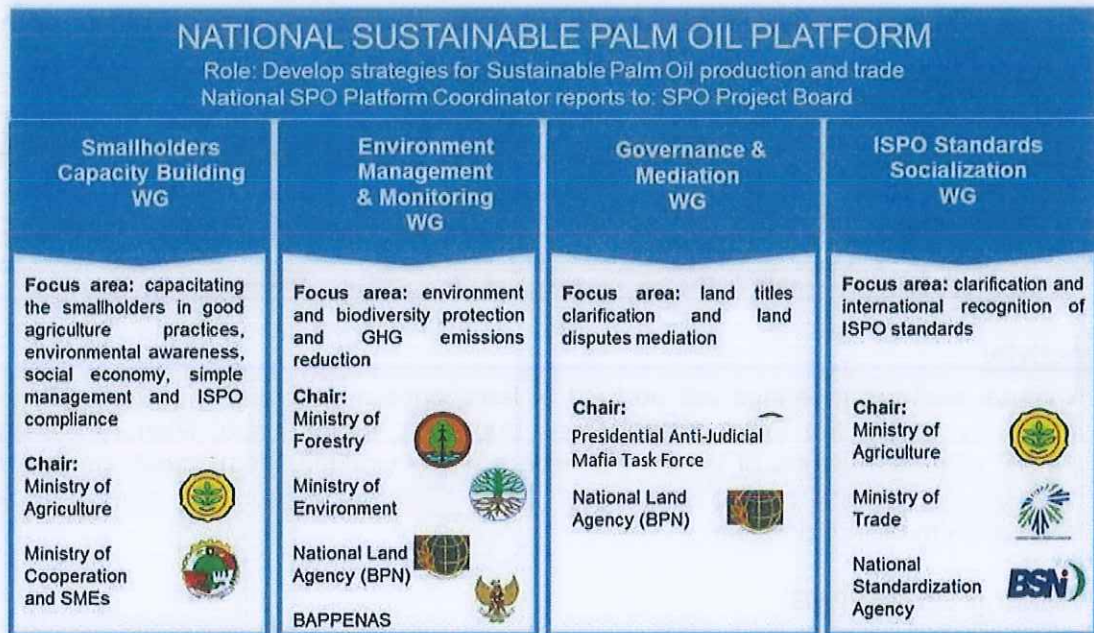 NATIONAL SUSTAINABLE PALM OIL PLATFORM
Role: Develop strategies for Sustainable Palm Oil production and trade
National SPO Platform Coordinator reports to: SPO Project Board
Smallholders
Capacity Building
WG
Focus area: capacitating
the smallholders in good
agriculture practices,
environmental awareness,
social economy, simple
management and ISPO
compliance
Chair:
Ministry of
Agriculture
Ministry of
Cooperation
and SMEs
Environment
Management
& Monitoring
WG
Focus area: environment
and biodiversity protection
and GHG emissions
reduction
Chair:
Ministry of
Forestry
Ministry of
Environment
National Land
Agency (BPN)
BAPPENAS
Governance &
Mediation
WG
Focus area: land titles
clarification and land
disputes mediation
Chair:
Presidential Anti-Judicial
Mafia Task Force
National Land
Agency (BPN)
ISPO Standards
Socialization
WG
Focus area: clarification and
international recognition of
ISPO standards
Chair:
Ministry of
Agriculture
Ministry of
Trade
National
Standardization
Agency
BSN